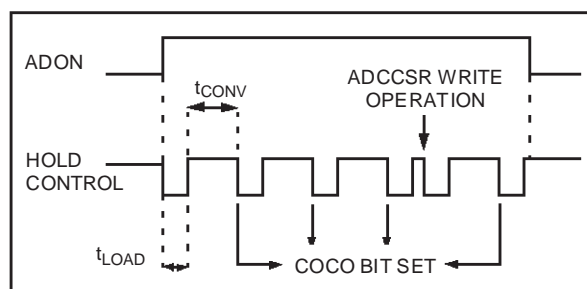 ADON
ADCCSR WRITE
OPERATION
tCONV
HOLD
CONTROL
tLOAD
COCO BIT SET